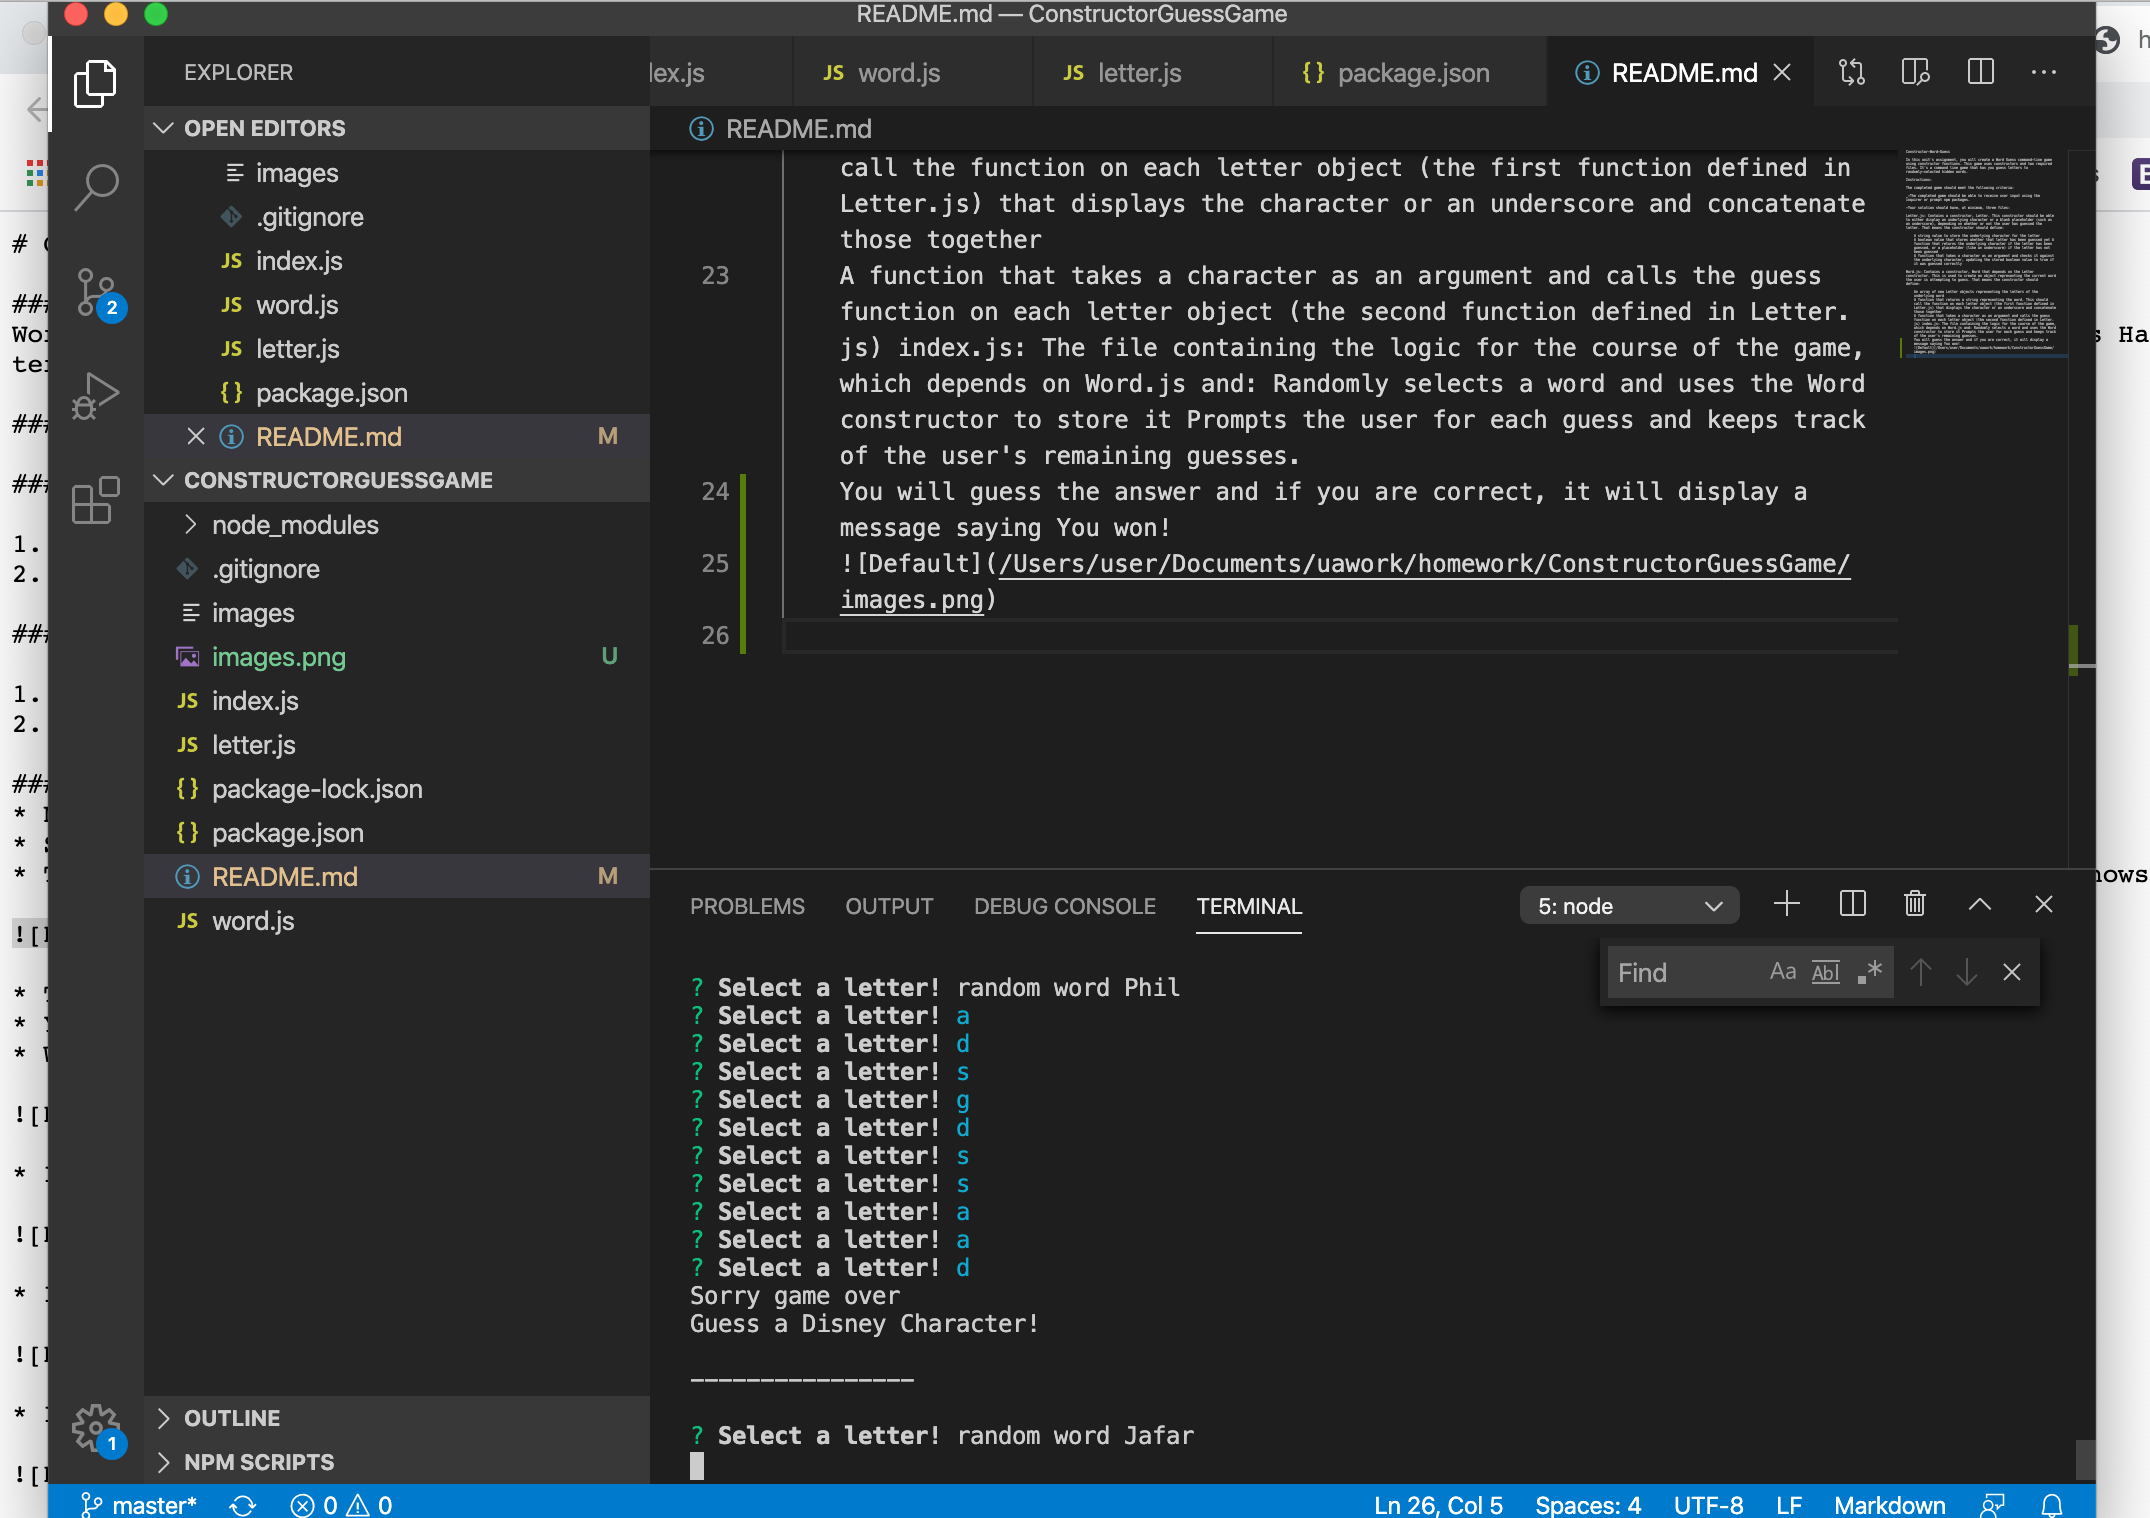 README.md — ConstructorGuessGame
EXPLORER
OPEN EDITORS
images
.gitignore
JS index.js
JS word.js
JS letter.js
{} package.json
README.md M
CONSTRUCTORGUESSGAME
node_modules
.gitignore
images
images.png U
JS index.js
JS letter.js
{} package-lock.json
{} package.json
README.md M
JS word.js
OUTLINE
NPM SCRIPTS
2
1
lex.js JS word.js JS letter.js {} package.json README.md
README.md
call the function on each letter object (the first function defined in
Letter.js) that displays the character or an underscore and concatenate
those together
23 A function that takes a character as an argument and calls the guess
function on each letter object (the second function defined in Letter.
js) index.js: The file containing the logic for the course of the game,
which depends on Word.js and: Randomly selects a word and uses the Word
constructor to store it Prompts the user for each guess and keeps track
of the user's remaining guesses.
24 You will guess the answer and if you are correct, it will display a
message saying You won!
25 ![Default](/Users/user/Documents/uawork/homework/ConstructorGuessGame/
images.png)
26
PROBLEMS OUTPUT DEBUG CONSOLE TERMINAL 5: node
Find Aa Abl .*
? Select a letter! random word Phil
? Select a letter! a
? Select a letter! d
? Select a letter! s
? Select a letter! g
? Select a letter! d
? Select a letter! s
? Select a letter! s
? Select a letter! a
? Select a letter! a
? Select a letter! d
Sorry game over
Guess a Disney Character!
________________
? Select a letter! random word Jafar
master* 0 0 Ln 26, Col 5 Spaces: 4 UTF-8 LF Markdown